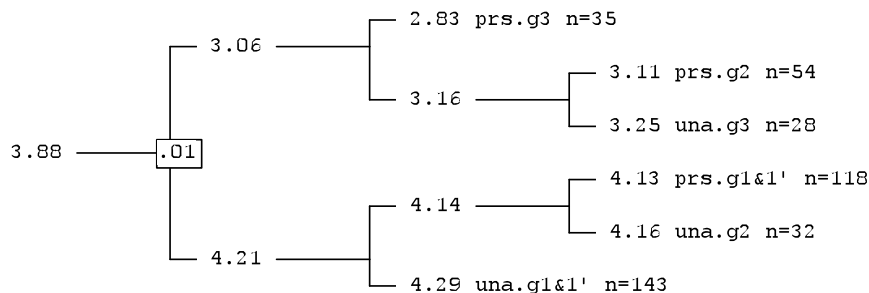 2.83 prs.g3 n=35
3.06
3.11 prs.g2 n=54
3.16
3.25 una.g3 n=28
3.88
.01
4.13 prs.g1&1' n=118
4.14
4.16 una.g2 n=32
4.21
4.29 una.g1&1' n=143